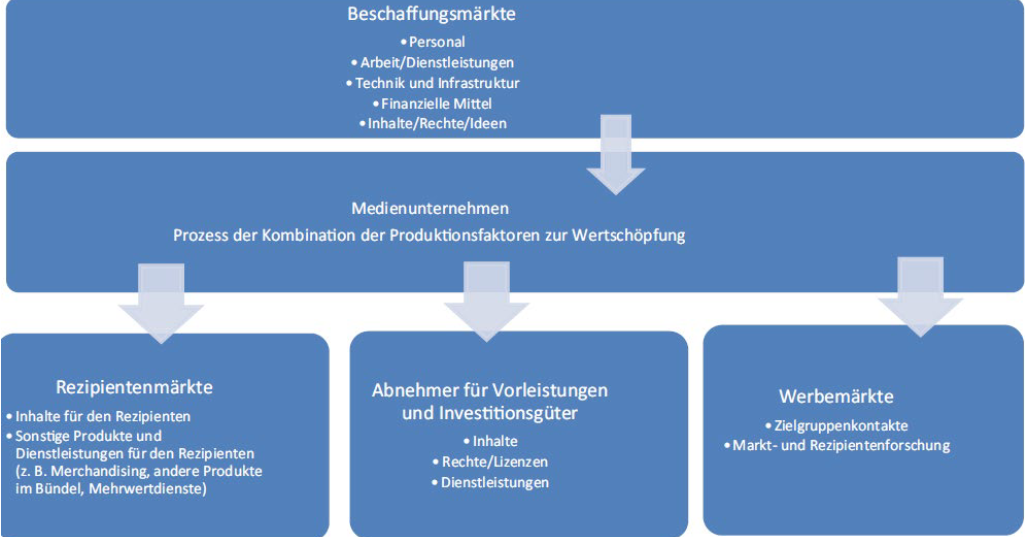 Beschaffungsmärkte
• Personal
• Arbeit/Dienstleistungen
• Technik und Infrastruktur
• Finanzielle Mittel
• Inhalte/Rechte/Ideen
Medienunternehmen
Prozess der Kombination der Produktionsfaktoren zur Wertschöpfung
Rezipientenmärkte
• Inhalte für den Rezipienten
• Sonstige Produkte und
Dienstleistungen für den Rezipienten
(z. B. Merchandising, andere Produkte
im Bündel, Mehrwertdienste)
Abnehmer für Vorleistungen
und Investitionsgüter
• Inhalte
• Rechte/Lizenzen
• Dienstleistungen
Werbemärkte
• Zielgruppenkontakte
• Markt- und Rezipientenforschung